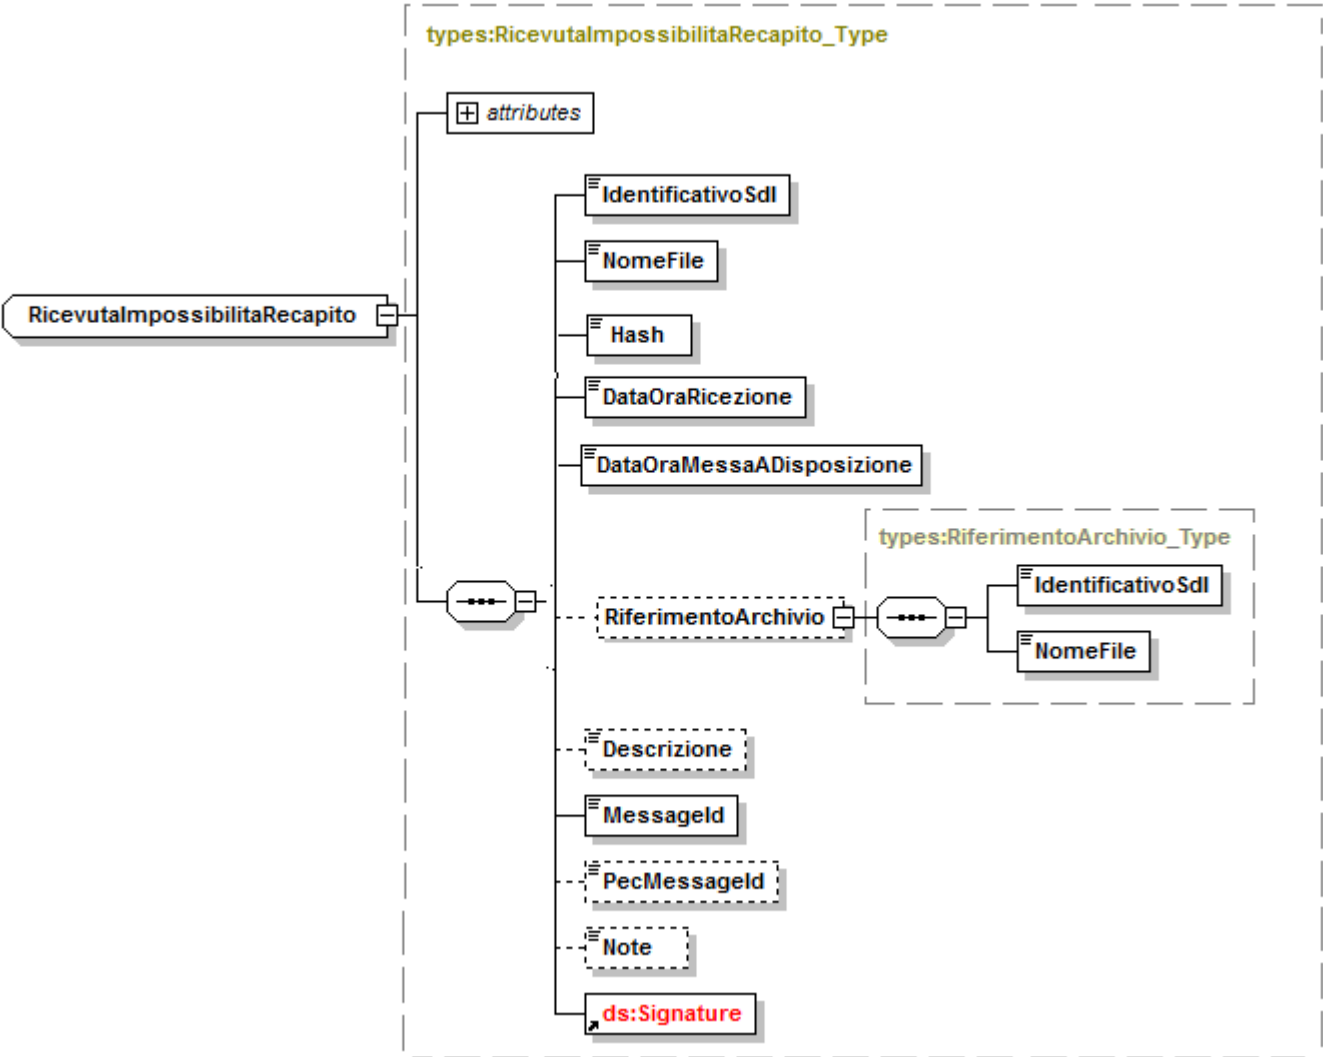 types:RicevutaImpossibilitaRecapito_Type
attributes
IdentificativoSdI
NomeFile
RicevutaImpossibilitaRecapito
Hash
DataOraRicezione
DataOraMessaADisposizione
types:RiferimentoArchivio_Type
IdentificativoSdI
RiferimentoArchivio
NomeFile
Descrizione
MessageId
PecMessageId
Note
ds:Signature